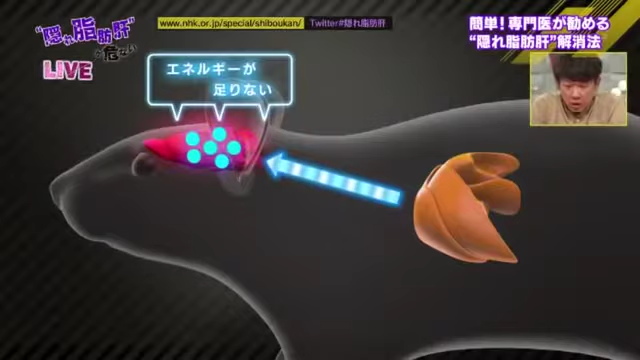 www.nhk.or.jp/special/shiboukan/ Twitter#隠れ脂肪肝
"隠れ脂肪肝"
が危ない
LIVE
簡単!専門医が勧める
"隠れ脂肪肝"解消法
エネルギーが
足りない